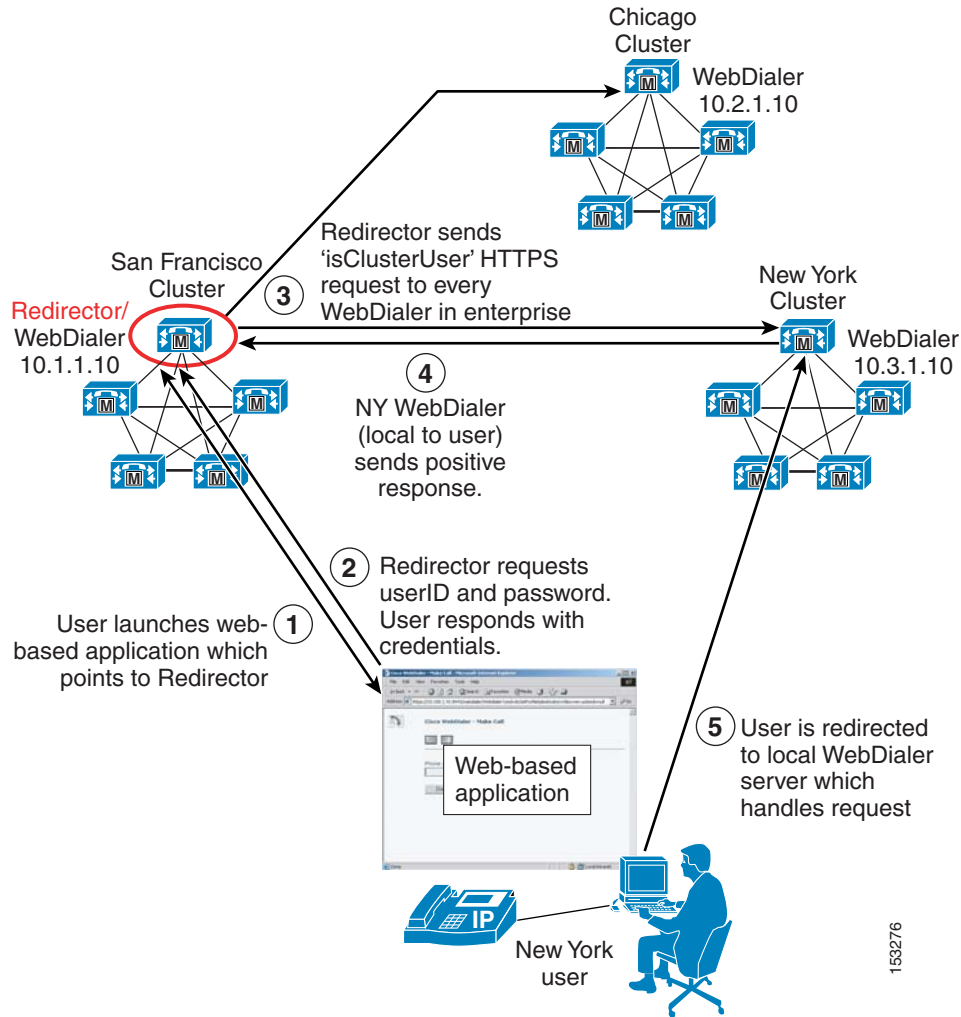 Chicago
Cluster
WebDialer
10.2.1.10
M
M
M
M
M
Redirector sends
'isClusterUser' HTTPS
request to every
WebDialer in enterprise
3
San Francisco
Cluster
Redirector/
WebDialer
10.1.1.10
M
M
M
M
M
New York
Cluster
WebDialer
10.3.1.10
M
M
M
M
M
4
NY WebDialer
(local to user)
sends positive
response.
2
Redirector requests
userID and password.
User responds with
credentials.
1
User launches web-
based application which
points to Redirector
Cisco WebDialer - Make Call
Web-based
application
5
User is redirected
to local WebDialer
server which
handles request
IP
New York
user
153276